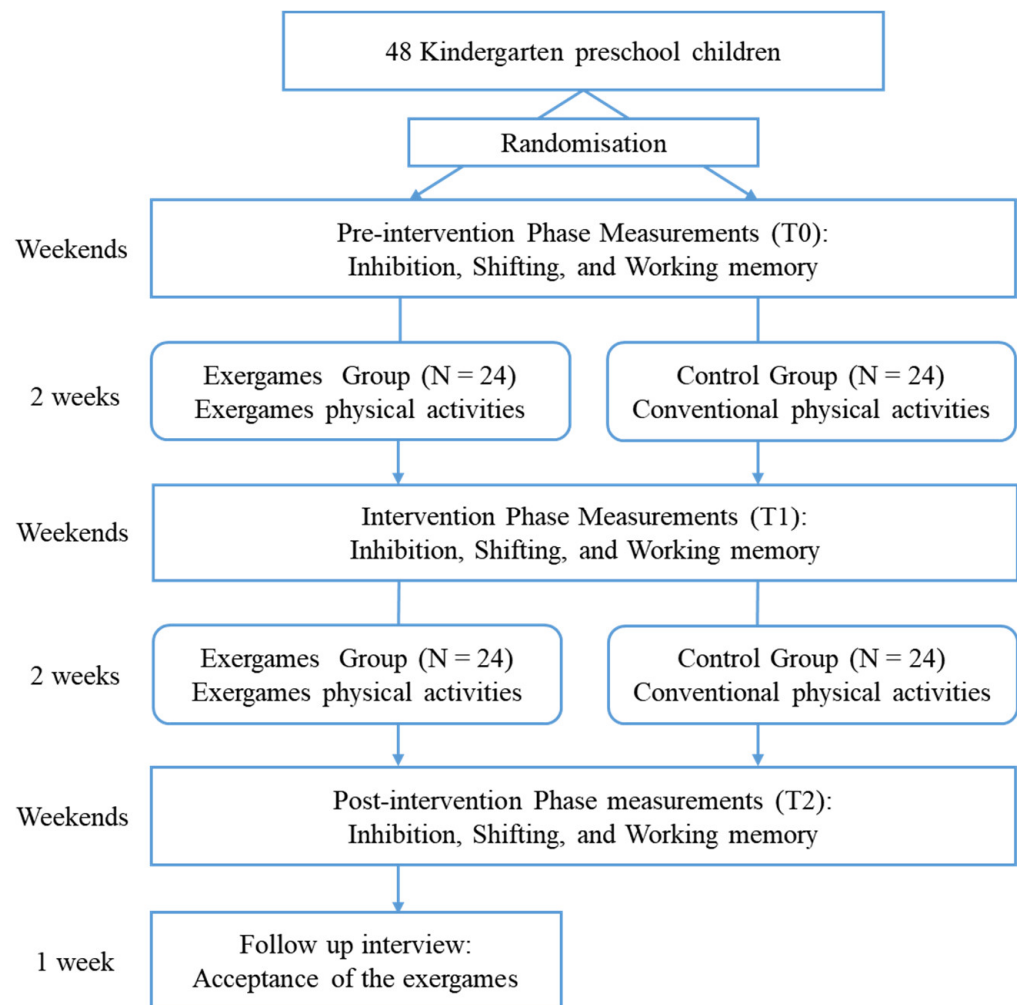 48 Kindergarten preschool children
Randomisation
Weekends
Pre-intervention Phase Measurements (T0):
Inhibition, Shifting, and Working memory
2 weeks
Exergames Group (N = 24)
Exergames physical activities
Control Group (N = 24)
Conventional physical activities
Weekends
Intervention Phase Measurements (T1):
Inhibition, Shifting, and Working memory
2 weeks
Exergames Group (N = 24)
Exergames physical activities
Control Group (N = 24)
Conventional physical activities
Weekends
Post-intervention Phase measurements (T2):
Inhibition, Shifting, and Working memory
1 week
Follow up interview:
Acceptance of the exergames